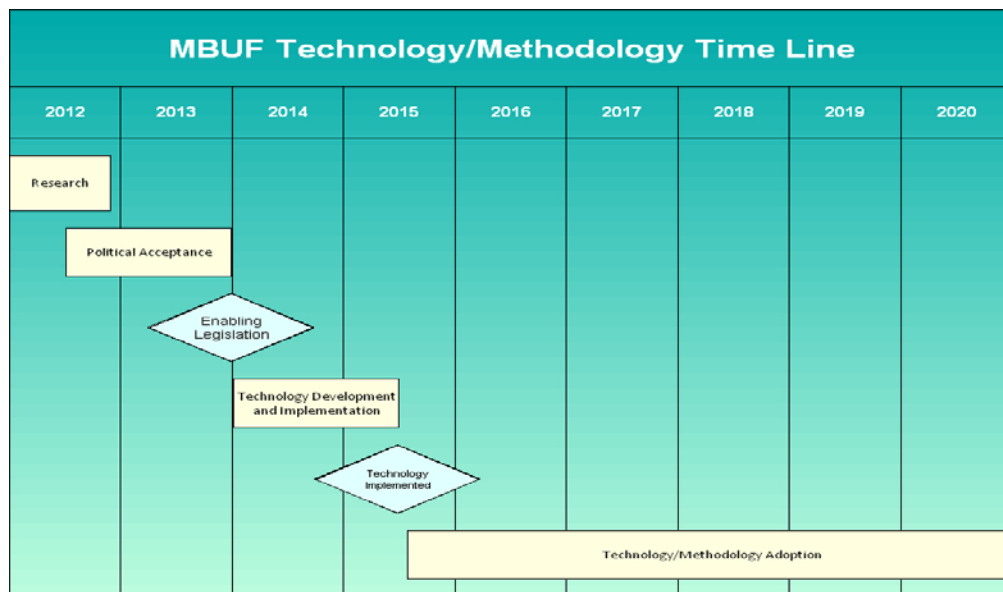 MBUF Technology/Methodology Time Line
2012 2013 2014 2015 2016 2017 2018 2019 2020
Research
Political Acceptance
Enabling
Legislation
Technology Development
and Implementation
Technology
Implemented
Technology/Methodology Adoption